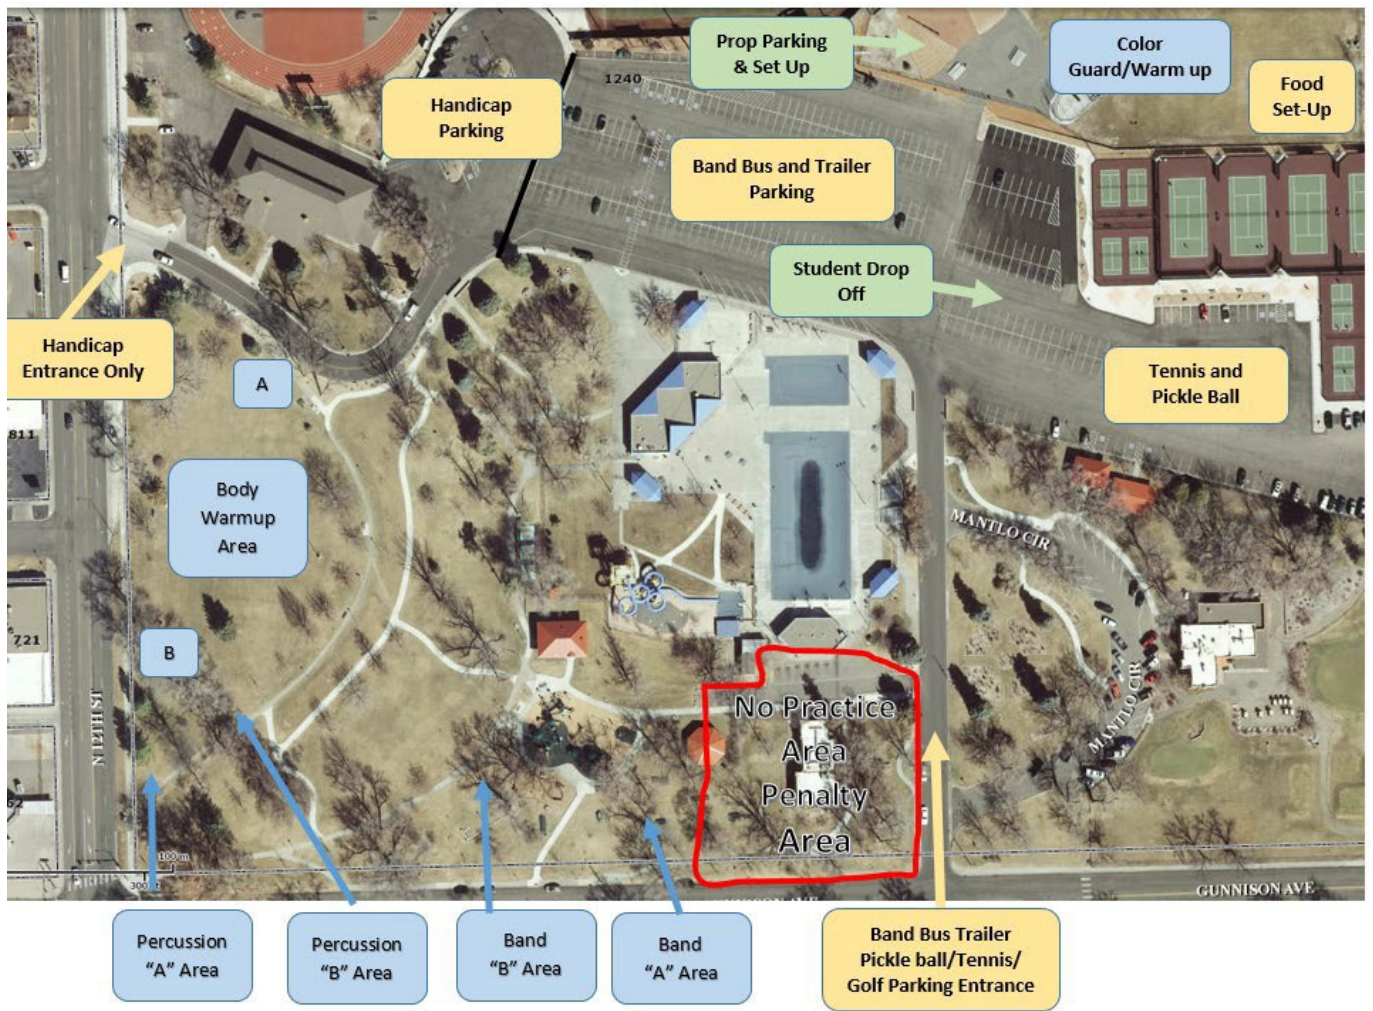 Prop Parking
& Set Up
Color
Guard/Warm up
Food
Set-Up
1240
Handicap
Parking
Band Bus and Trailer
Parking
Student Drop
Off
Handicap
Entrance Only
Tennis and
Pickle Ball
A
811
Body
Warmup
Area
MANTLO CIR
B
721
N 12TH ST
MANTLO CIR
No Practice
Area
Penalty
Area
100 m
GUNNISON AVE
Percussion
“A” Area
Percussion
“B” Area
Band
“B” Area
Band
“A” Area
Band Bus Trailer
Pickle ball/Tennis/
Golf Parking Entrance